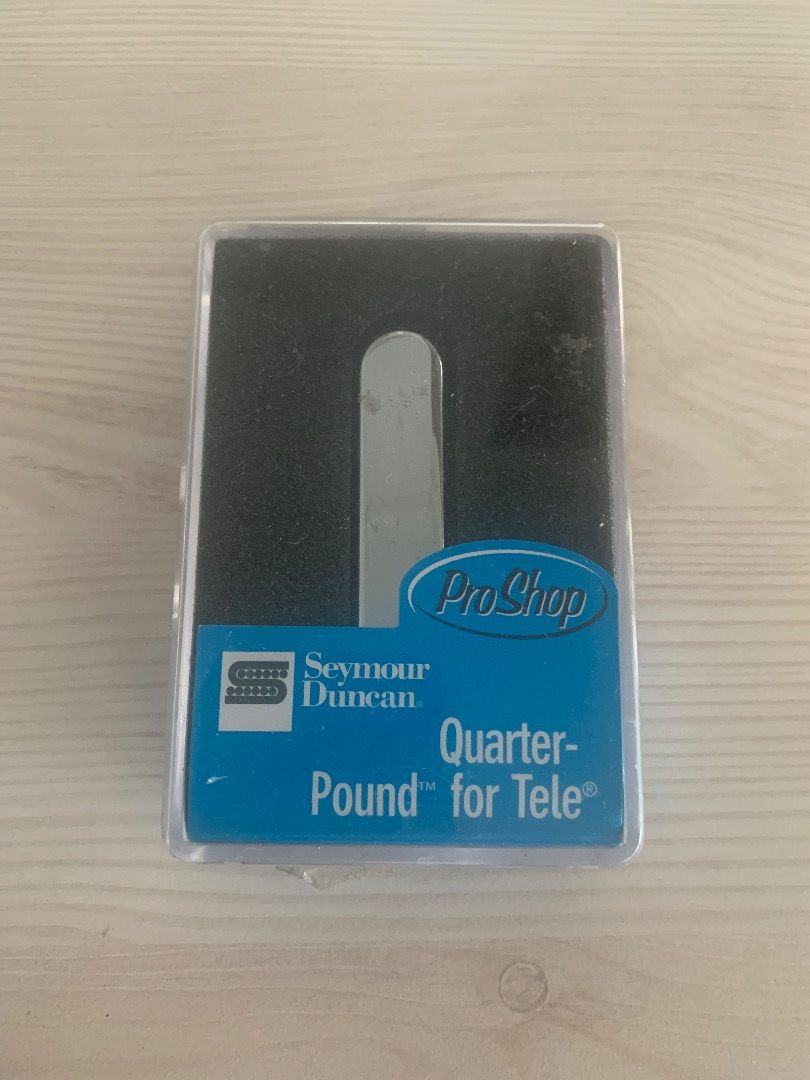 ProShop
Seymour
Duncan®
Quarter-
Pound™ for Tele®